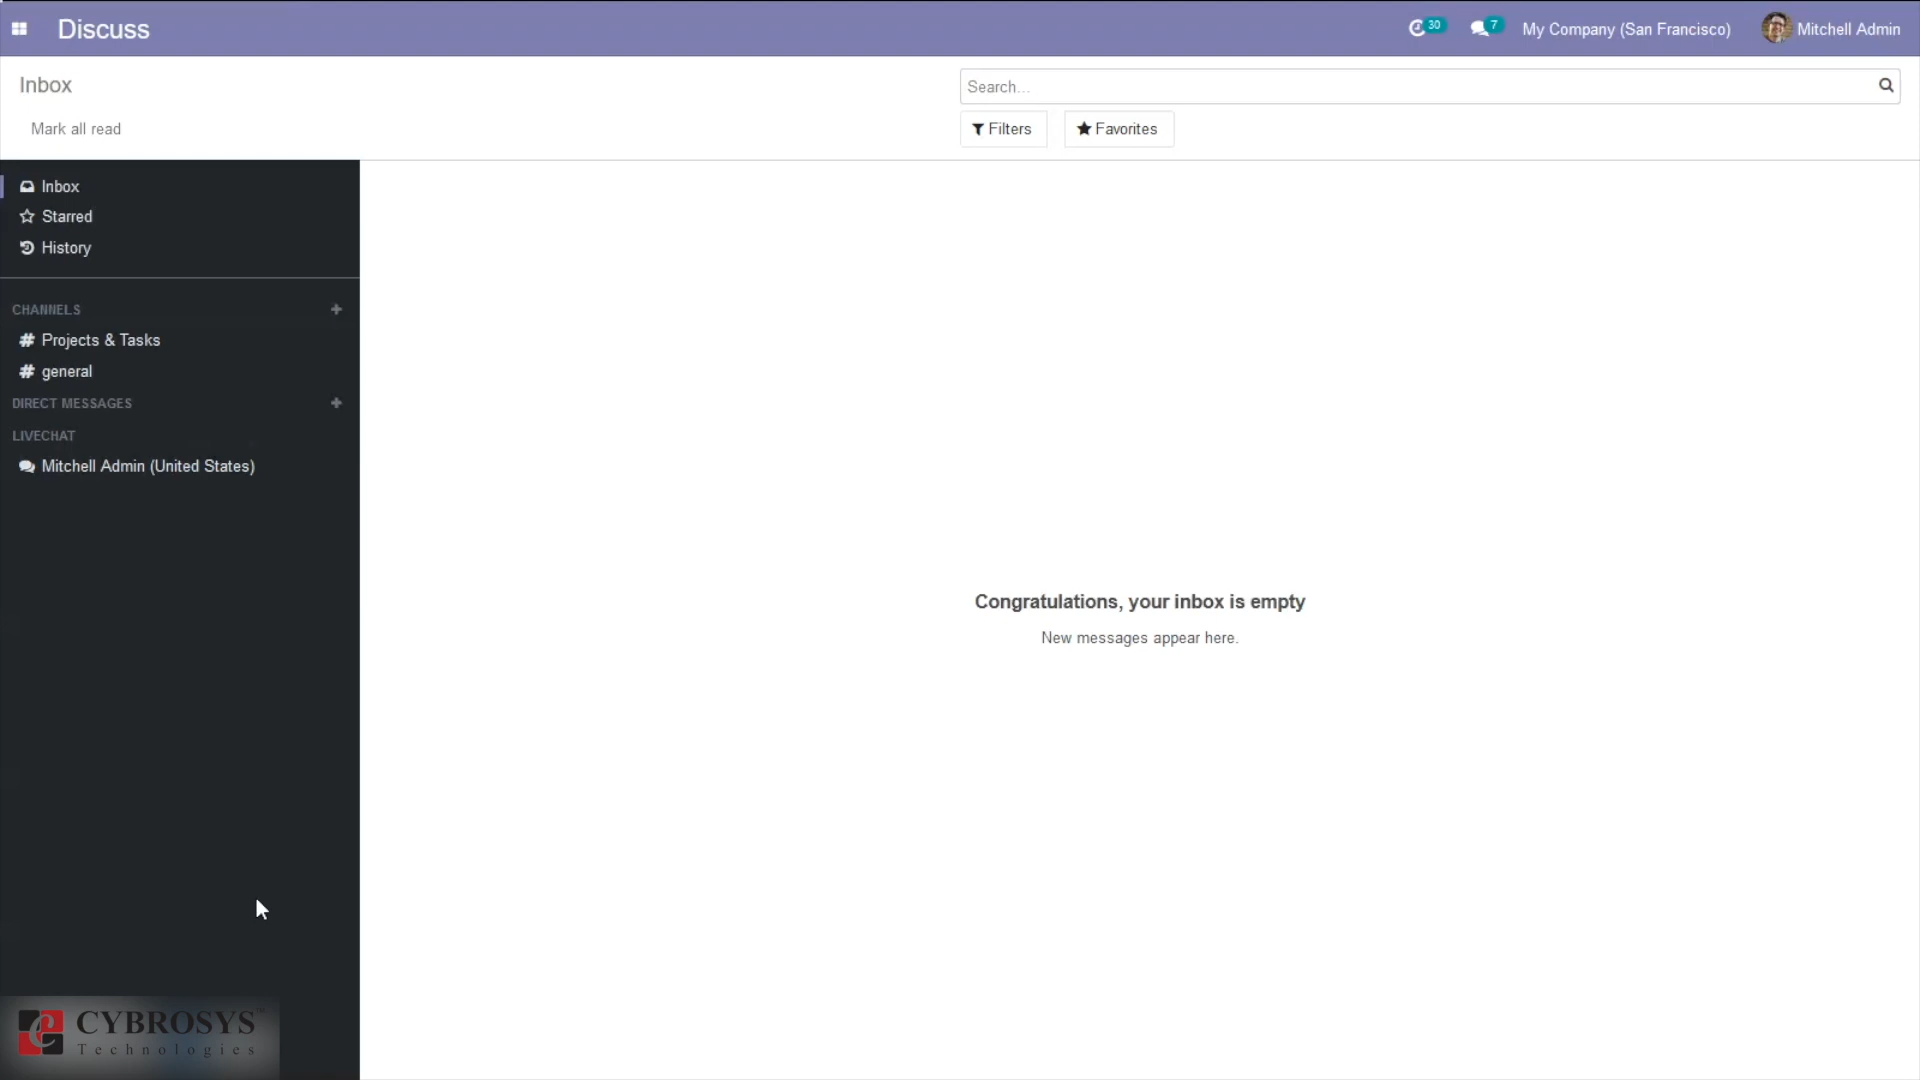 Discuss
30
7
My Company (San Francisco)
Mitchell Admin
Inbox
Search...
Mark all read
Filters
Favorites
Inbox
Starred
History
CHANNELS
# Projects & Tasks
# general
DIRECT MESSAGES
LIVECHAT
Mitchell Admin (United States)
Congratulations, your inbox is empty
New messages appear here.
CYBROSYS
Technologies